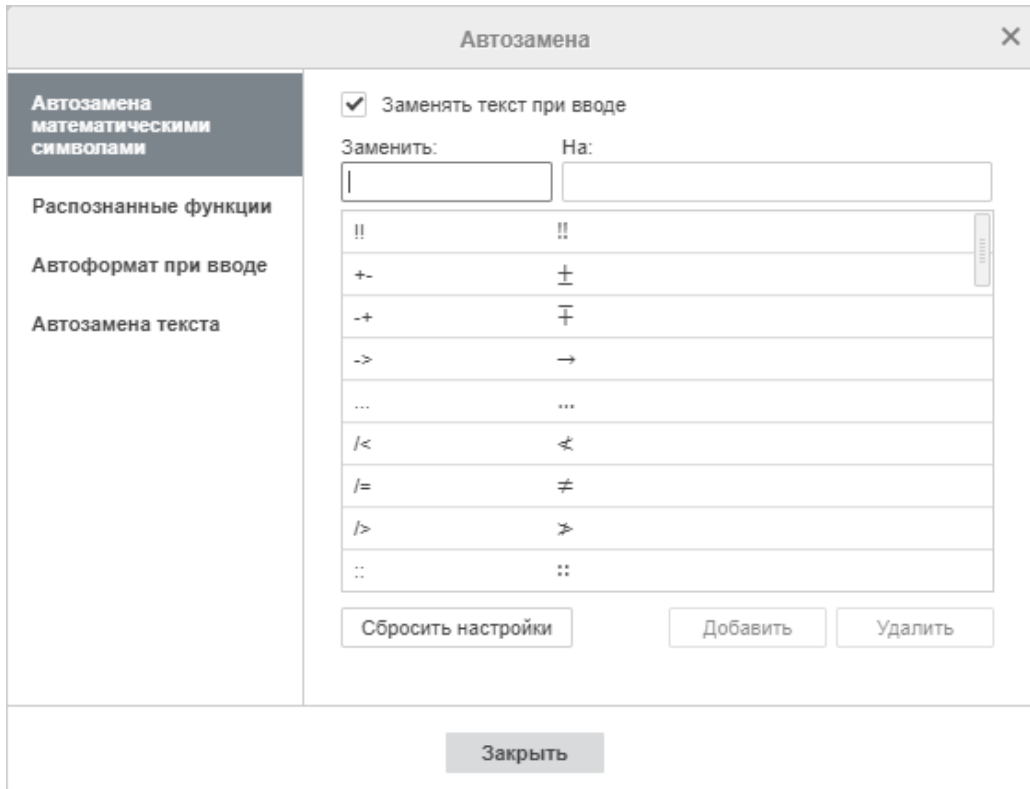 Автозамена
Автозамена
математическими
символами
Распознанные функции
Автоформат при вводе
Автозамена текста
Заменять текст при вводе
Заменить: На:
!! ‼
+- ±
-+ ∓
-> →
... …
/< ≮
/= ≠
/> ≯
:: ∷
Сбросить настройки Добавить Удалить
Закрыть